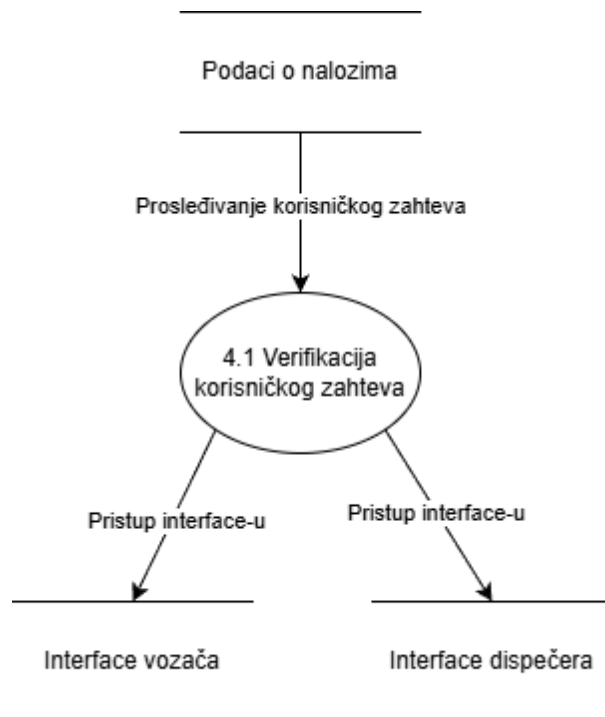 Podaci o nalozima
Prosleđivanje korisničkog zahteva
4.1 Verifikacija
korisničkog zahteva
Pristup interface-u
Pristup interface-u
Interface vozača
Interface dispečera